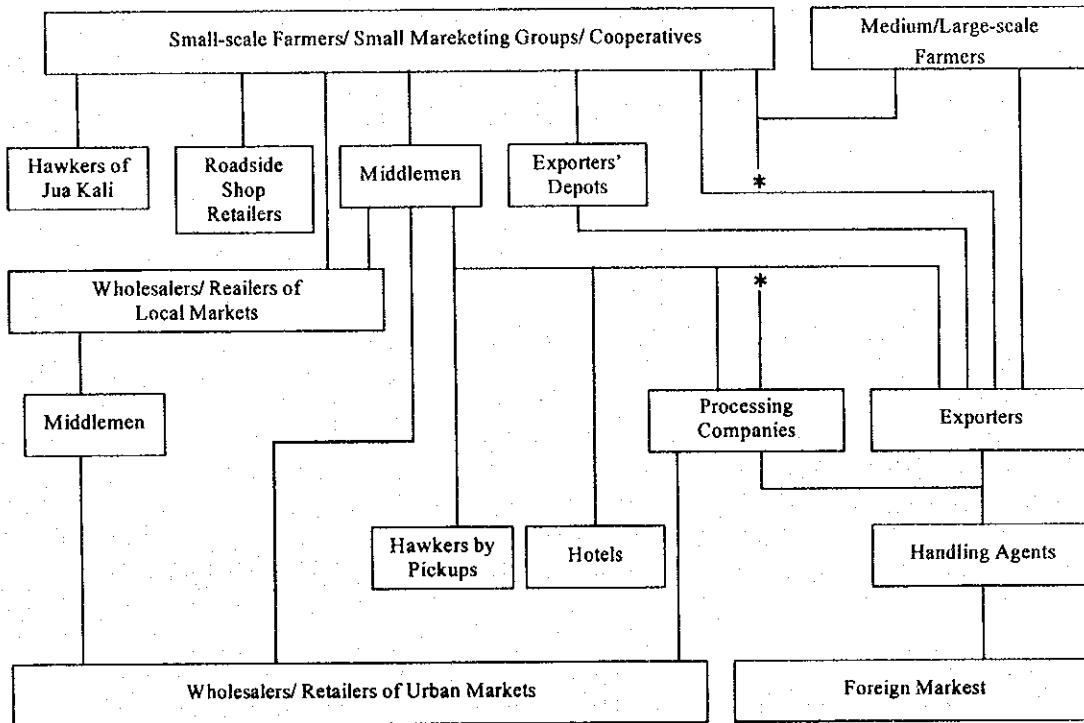 Small-scale Farmers/ Small Mareketing Groups/ Cooperatives
Medium/Large-scale
Farmers
Hawkers of
Jua Kali
Roadside
Shop
Retailers
Middlemen
Exporters'
Depots
*
Wholesalers/ Reailers of
Local Markets
*
Middlemen
Processing
Companies
Exporters
Hawkers by
Pickups
Hotels
Handling Agents
Wholesalers/ Retailers of Urban Markets
Foreign Markest